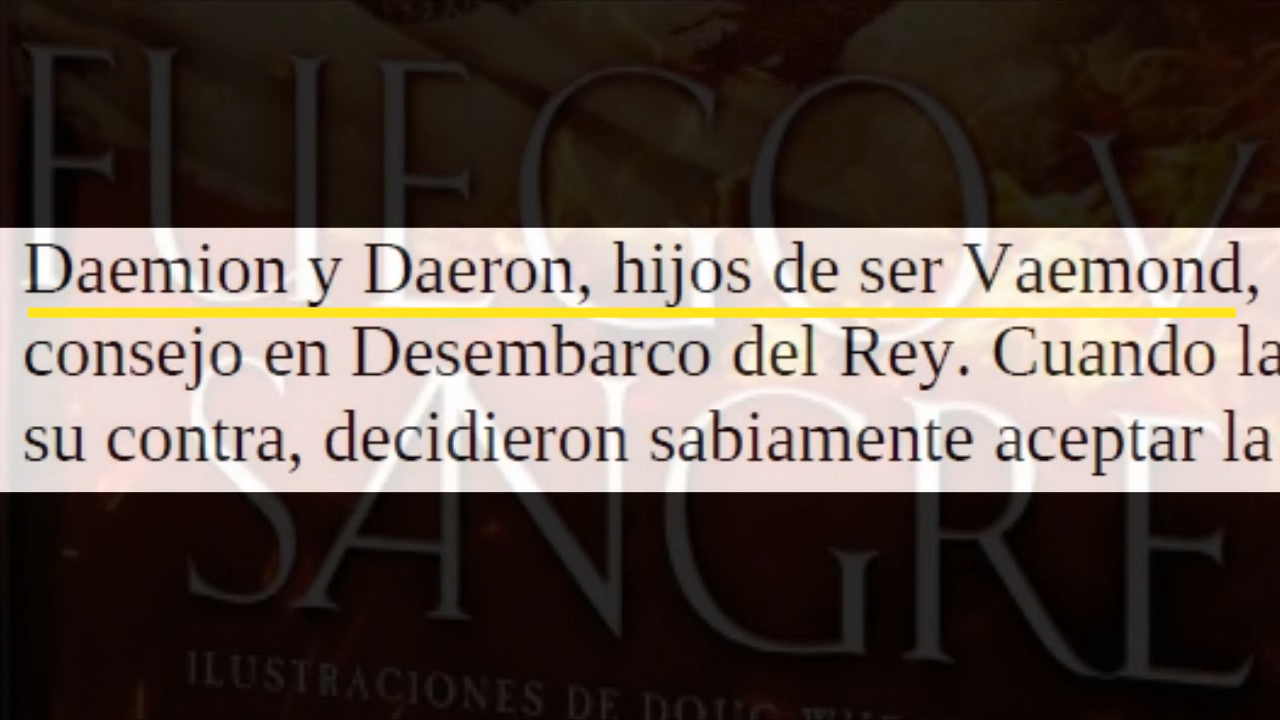 FUEGO Y
Daemion y Daeron, hijos de ser Vaemond,
consejo en Desembarco del Rey. Cuando la
su contra, decidieron sabiamente aceptar la
SANGRE
ILUSTRACIONES DE DOUG